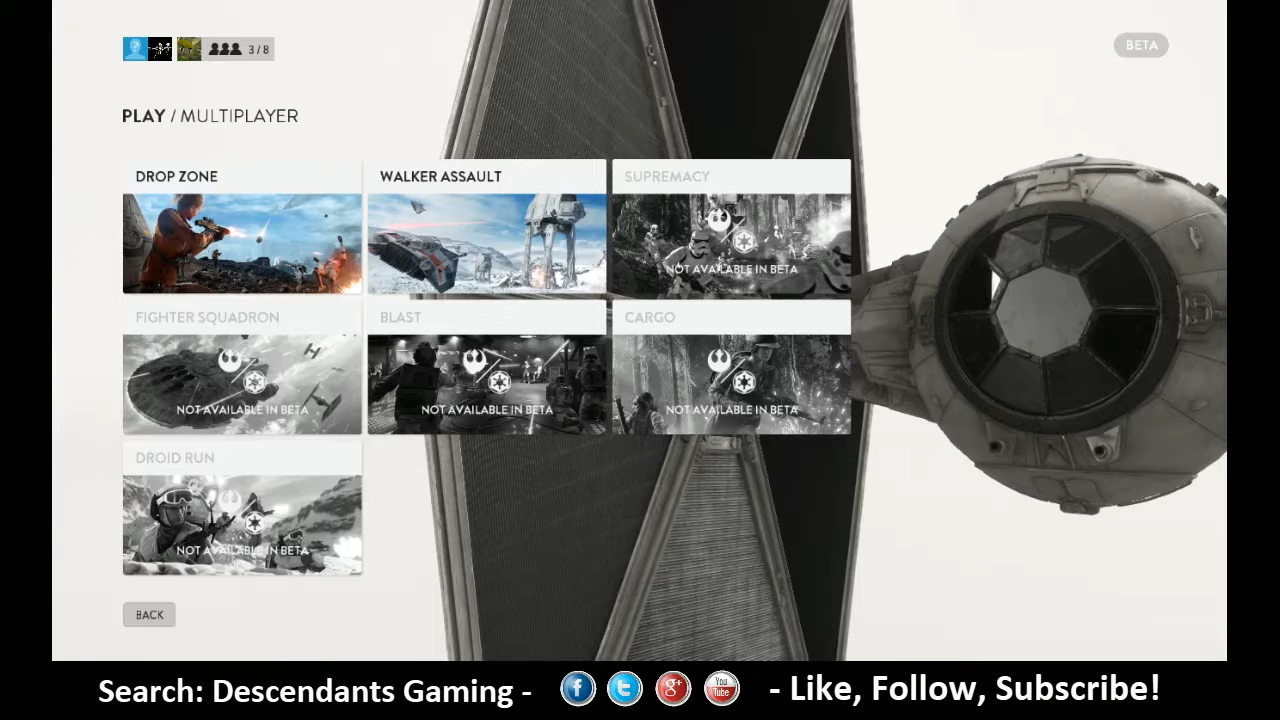 3/8
BETA
PLAY / MULTIPLAYER
DROP ZONE
WALKER ASSAULT
SUPREMACY
NOT AVAILABLE IN BETA
FIGHTER SQUADRON
BLAST
CARGO
NOT AVAILABLE IN BETA
NOT AVAILABLE IN BETA
NOT AVAILABLE IN BETA
DROID RUN
NOT AVAILABLE IN BETA
BACK
Search: Descendants Gaming - f t g+ You Tube - Like, Follow, Subscribe!